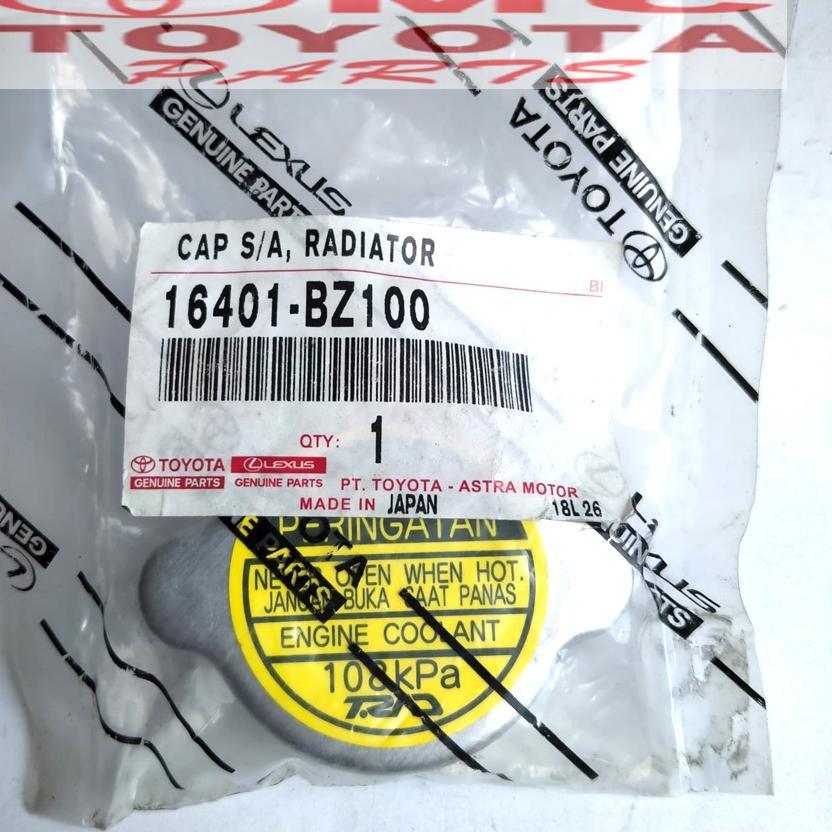 TOYOTA
PARTS
LEXUS
GENUINE PARTS
TOYOTA
GENUINE PARTS
CAP S/A, RADIATOR
BI
16401-BZ100
QTY: 1
TOYOTA LEXUS
GENUINE PARTS GENUINE PARTS PT. TOYOTA - ASTRA MOTOR
MADE IN JAPAN 18L 26
PERINGATAN
OPEN WHEN HOT.
JANGAN BUKA SAAT PANAS
ENGINE COOLANT
108kPa
TRD
LEXUS